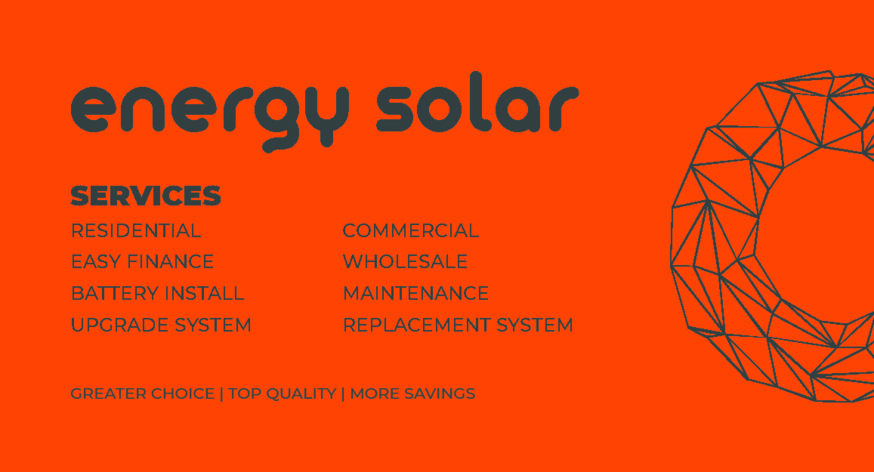 energy solar
SERVICES
RESIDENTIAL
EASY FINANCE
BATTERY INSTALL
UPGRADE SYSTEM
COMMERCIAL
WHOLESALE
MAINTENANCE
REPLACEMENT SYSTEM
GREATER CHOICE | TOP QUALITY | MORE SAVINGS